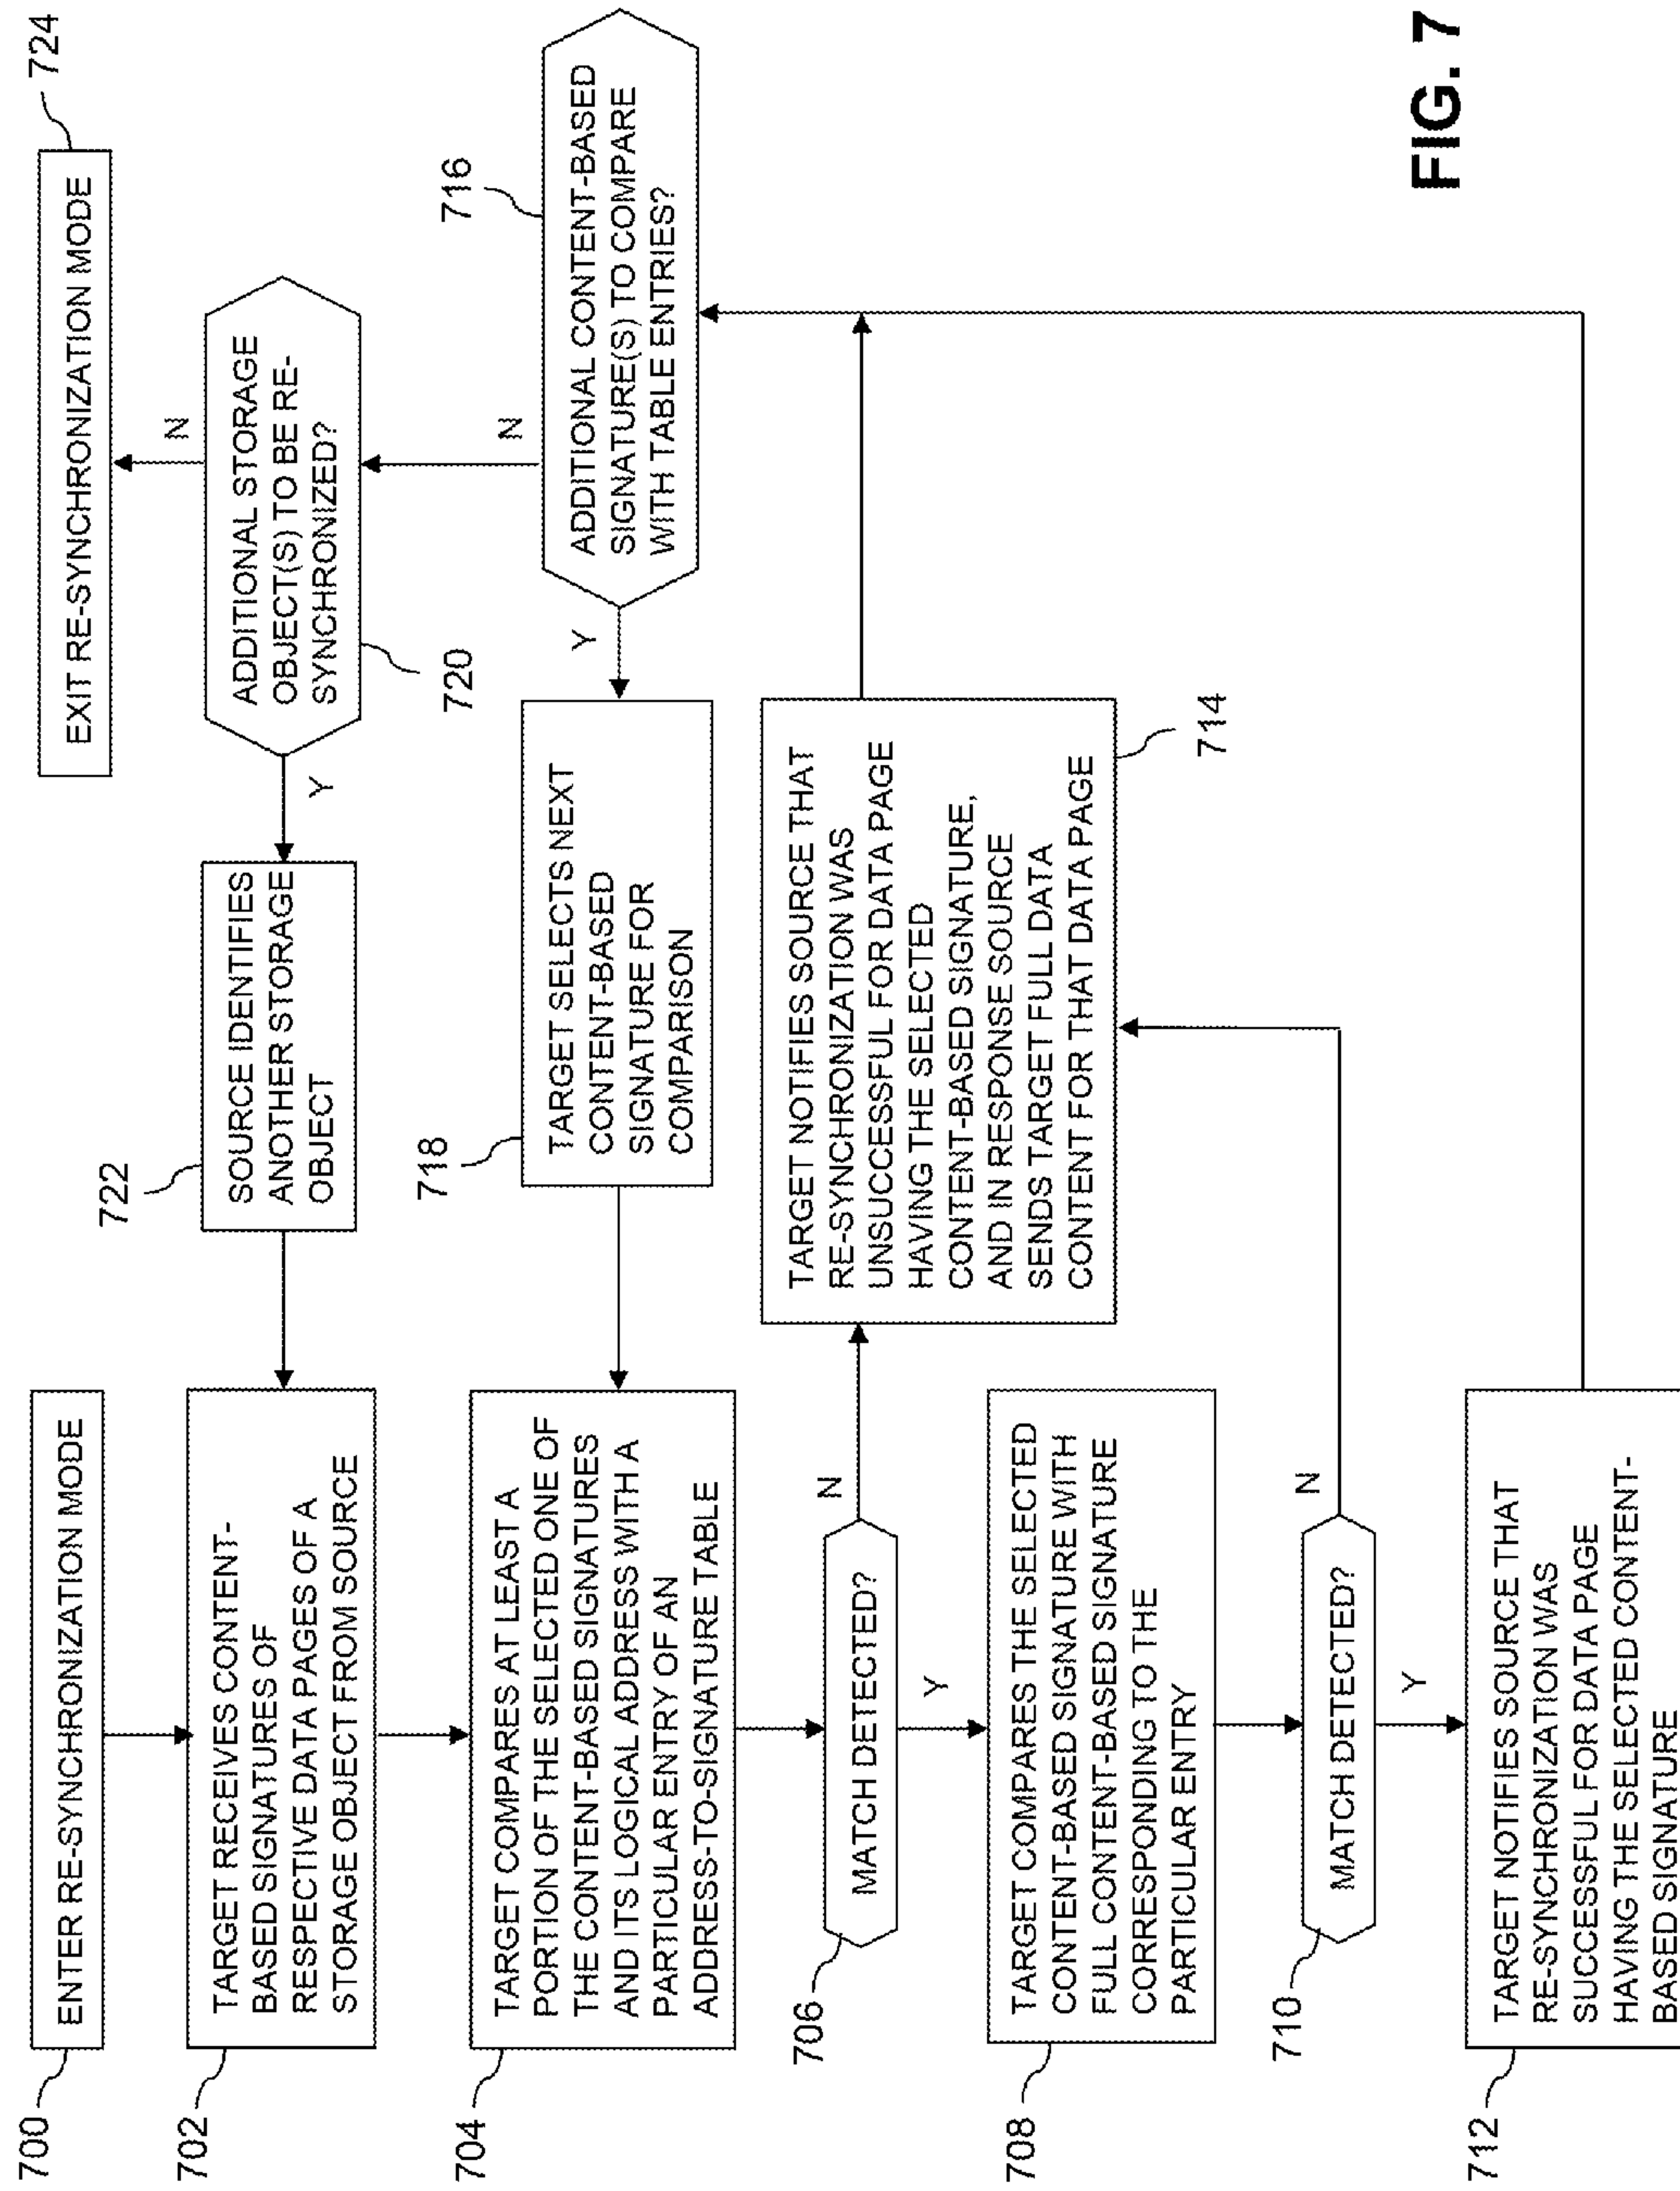 700
ENTER RE-SYNCHRONIZATION MODE
702
TARGET RECEIVES CONTENT-
BASED SIGNATURES OF
RESPECTIVE DATA PAGES OF A
STORAGE OBJECT FROM SOURCE
704
TARGET COMPARES AT LEAST A
PORTION OF THE SELECTED ONE OF
THE CONTENT-BASED SIGNATURES
AND ITS LOGICAL ADDRESS WITH A
PARTICULAR ENTRY OF AN
ADDRESS-TO-SIGNATURE TABLE
706
MATCH DETECTED?
N
Y
708
TARGET COMPARES THE SELECTED
CONTENT-BASED SIGNATURE WITH
FULL CONTENT-BASED SIGNATURE
CORRESPONDING TO THE
PARTICULAR ENTRY
710
MATCH DETECTED?
N
Y
712
TARGET NOTIFIES SOURCE THAT
RE-SYNCHRONIZATION WAS
SUCCESSFUL FOR DATA PAGE
HAVING THE SELECTED CONTENT-
BASED SIGNATURE
714
TARGET NOTIFIES SOURCE THAT
RE-SYNCHRONIZATION WAS
UNSUCCESSFUL FOR DATA PAGE
HAVING THE SELECTED
CONTENT-BASED SIGNATURE,
AND IN RESPONSE SOURCE
SENDS TARGET FULL DATA
CONTENT FOR THAT DATA PAGE
716
ADDITIONAL CONTENT-BASED
SIGNATURE(S) TO COMPARE
WITH TABLE ENTRIES?
Y
N
718
TARGET SELECTS NEXT
CONTENT-BASED
SIGNATURE FOR
COMPARISON
720
ADDITIONAL STORAGE
OBJECT(S) TO BE RE-
SYNCHRONIZED?
Y
N
722
SOURCE IDENTIFIES
ANOTHER STORAGE
OBJECT
724
EXIT RE-SYNCHRONIZATION MODE
FIG. 7